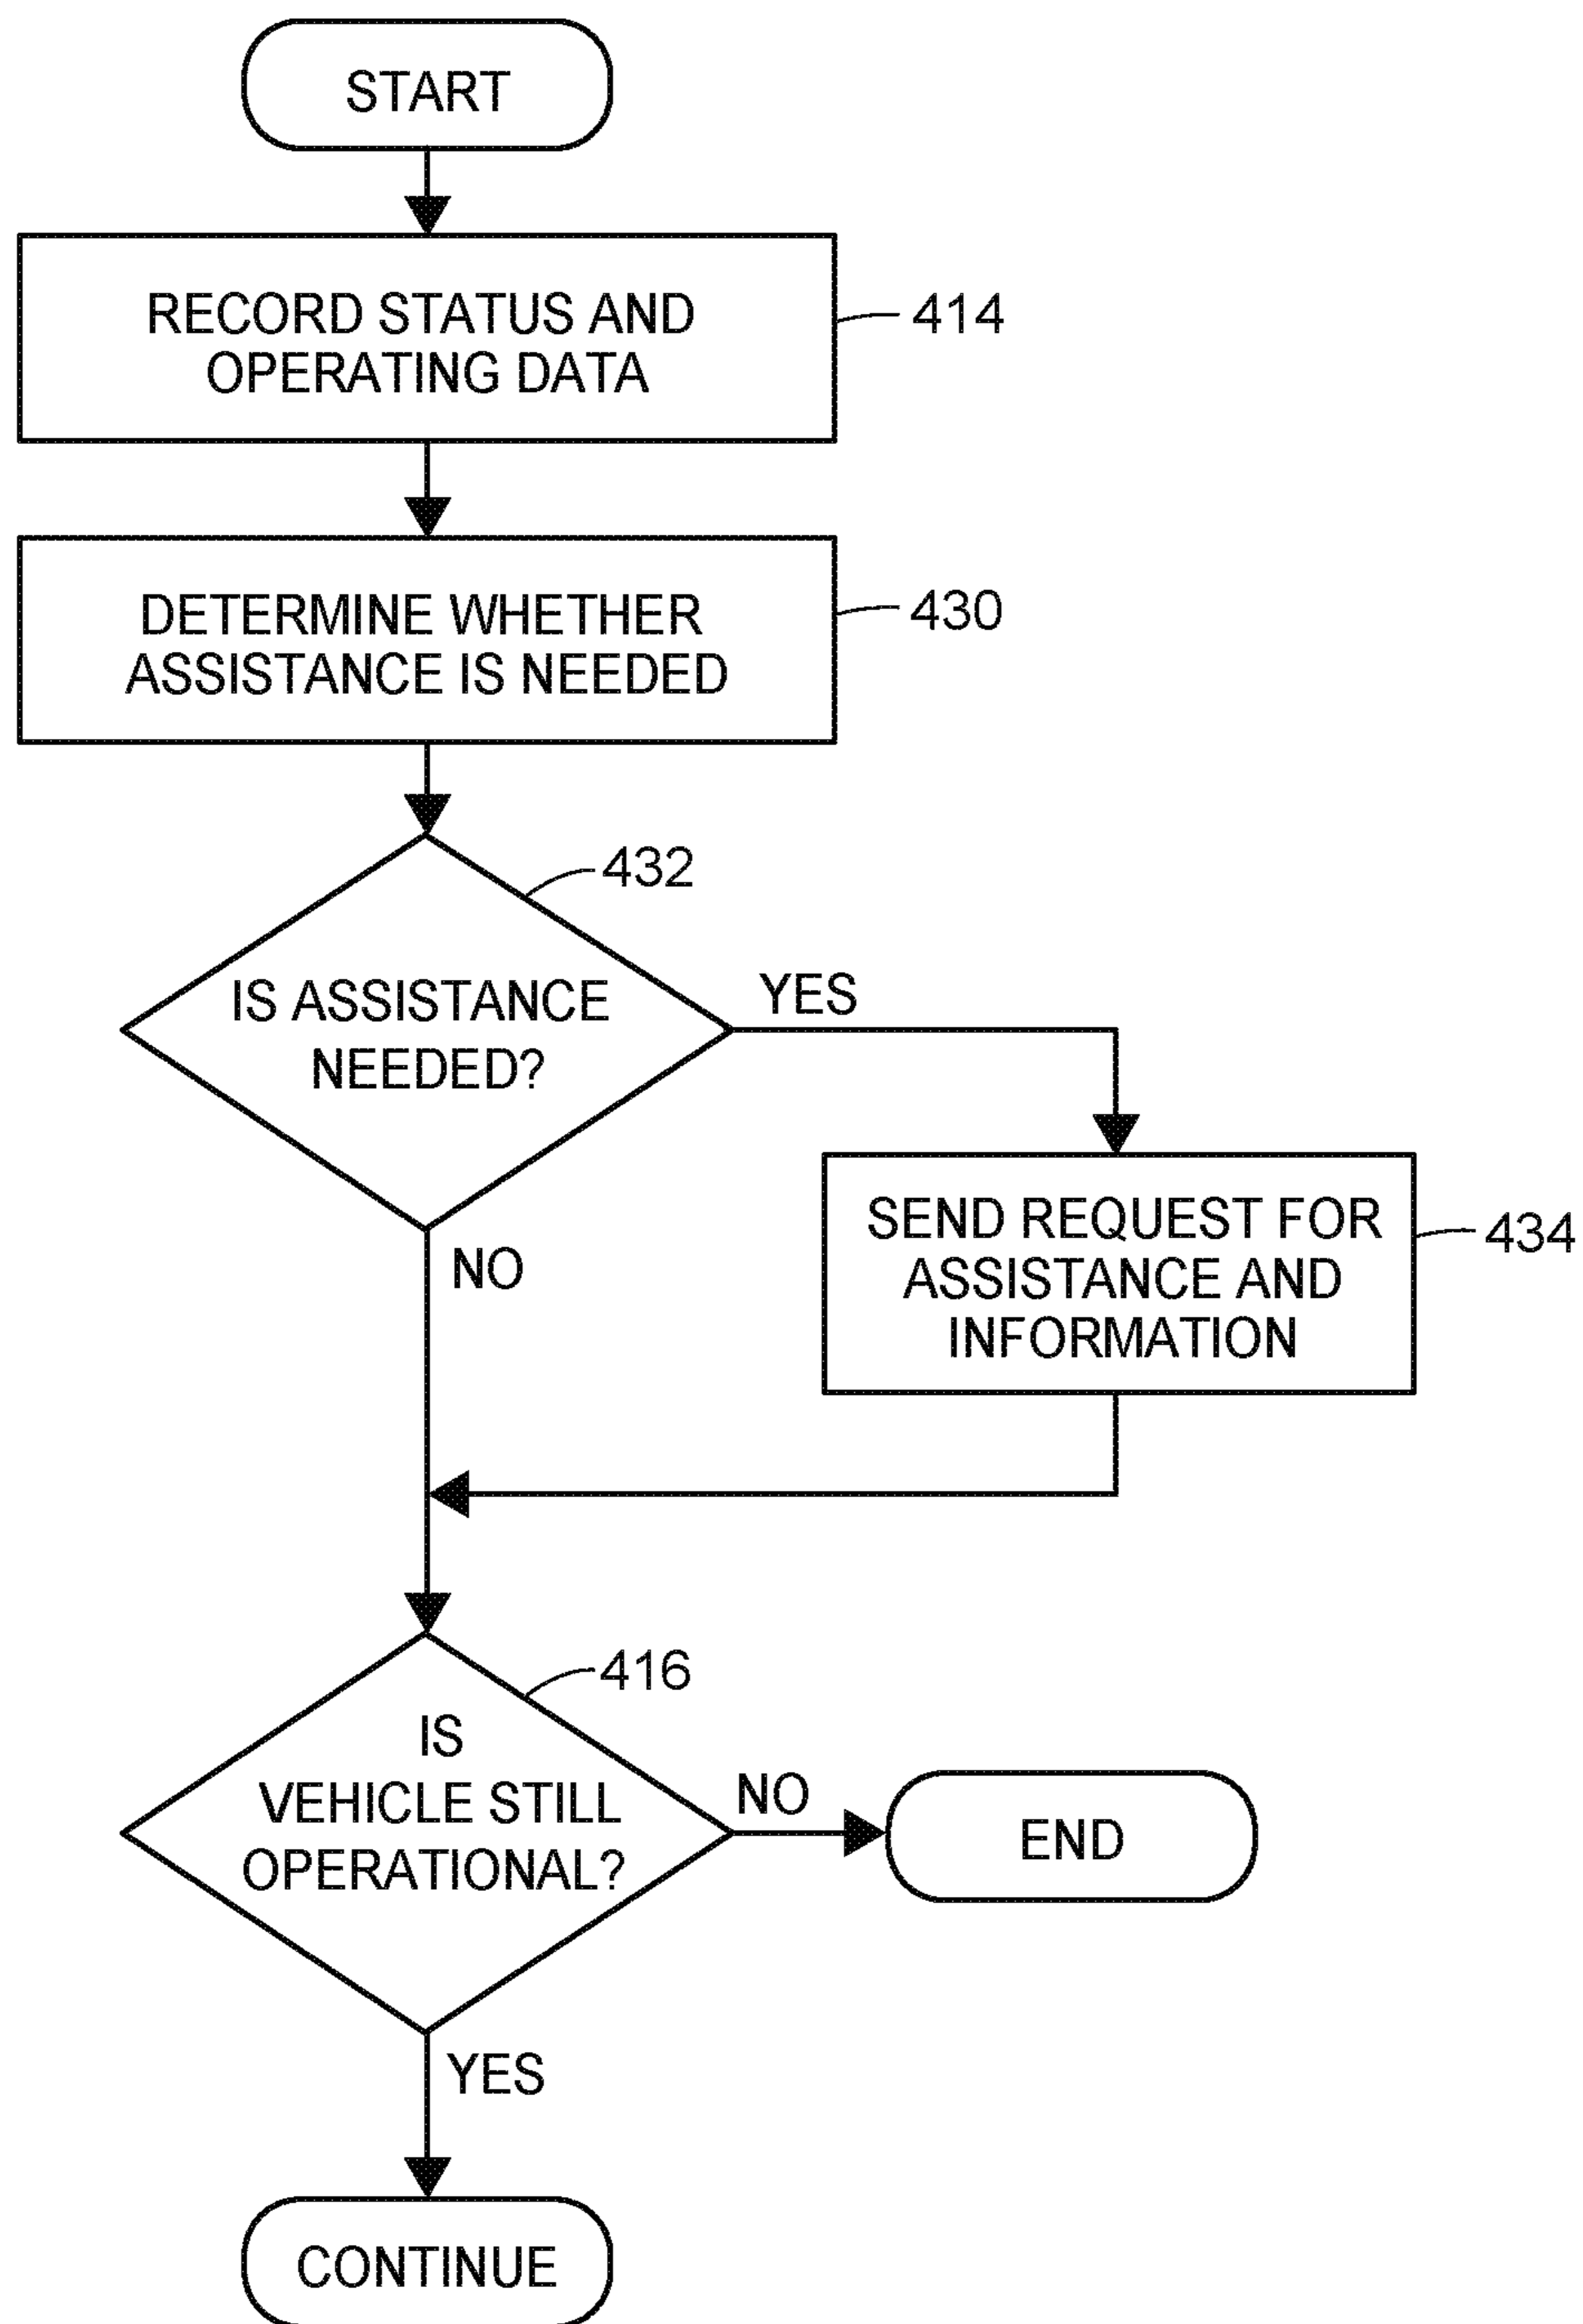 START
RECORD STATUS AND
OPERATING DATA
414
DETERMINE WHETHER
ASSISTANCE IS NEEDED
430
432
IS ASSISTANCE
NEEDED?
YES
NO
SEND REQUEST FOR
ASSISTANCE AND
INFORMATION
434
416
IS
VEHICLE STILL
OPERATIONAL?
NO
END
YES
CONTINUE